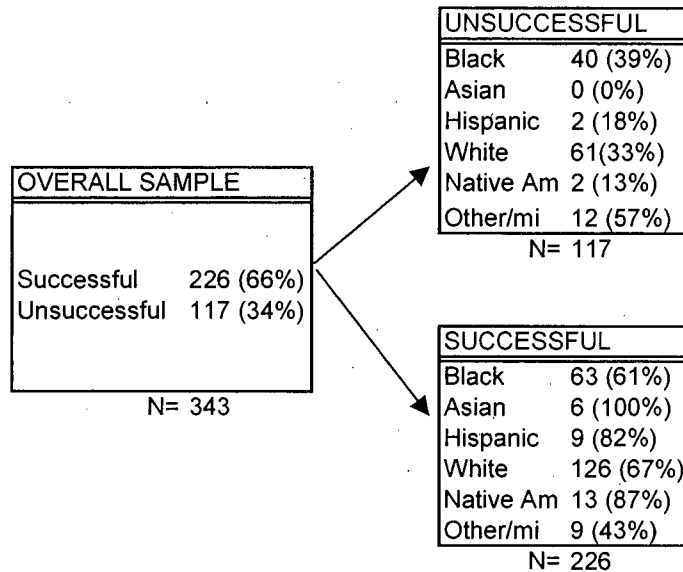 UNSUCCESSFUL
Black 40 (39%)
Asian 0 (0%)
Hispanic 2 (18%)
White 61(33%)
Native Am 2 (13%)
Other/mi 12 (57%)
N= 117
OVERALL SAMPLE
Successful 226 (66%)
Unsuccessful 117 (34%)
N= 343
SUCCESSFUL
Black 63 (61%)
Asian 6 (100%)
Hispanic 9 (82%)
White 126 (67%)
Native Am 13 (87%)
Other/mi 9 (43%)
N= 226